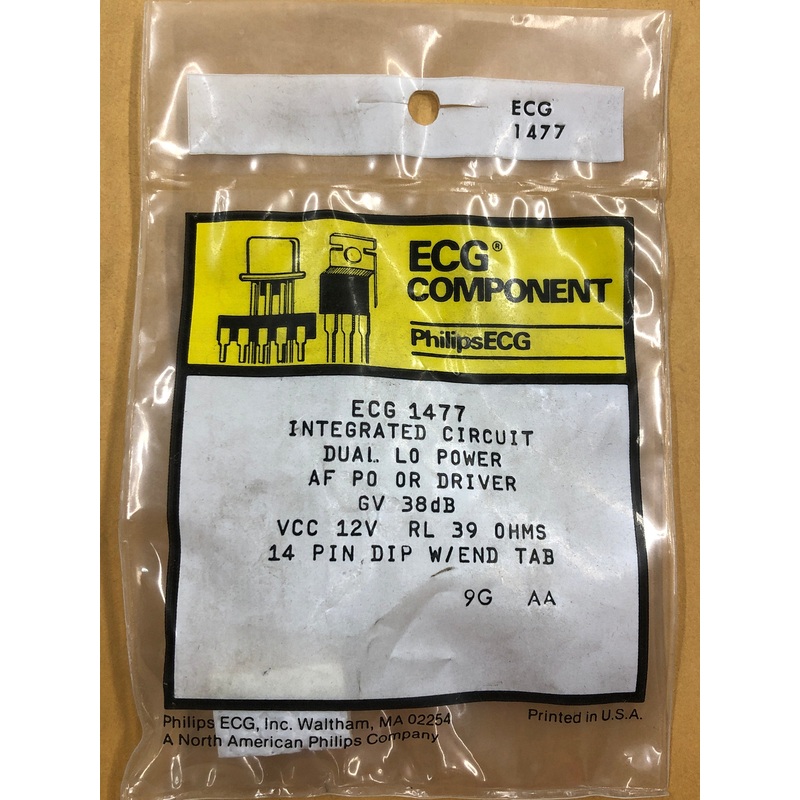 ECG
1477
ECG®
COMPONENT
PhilipsECG
ECG 1477
INTEGRATED CIRCUIT
DUAL LO POWER
AF PO OR DRIVER
GV 38dB
VCC 12V RL 39 OHMS
14 PIN DIP W/END TAB
9G AA
Philips ECG, Inc. Waltham, MA 02254
A North American Philips Company
Printed in U.S.A.